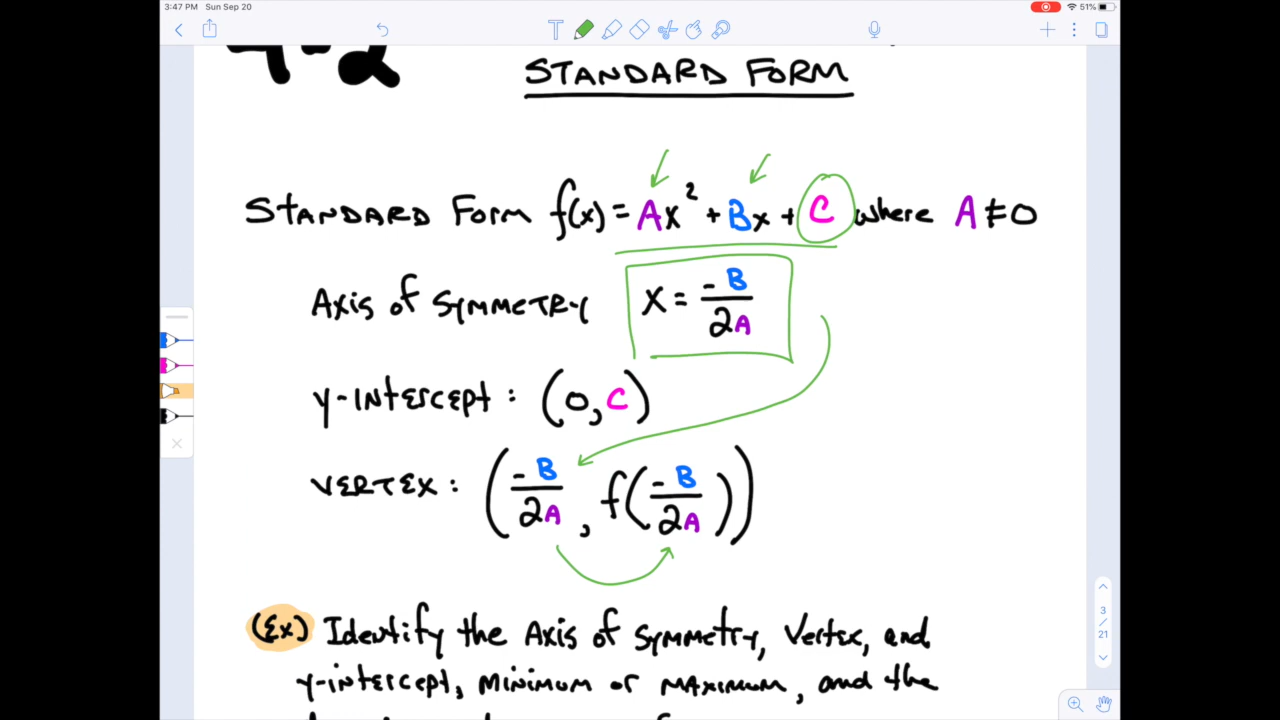 3:47 PM Sun Sep 20
51%
STANDARD FORM
STANDARD FORM f(x) = Ax² + Bx + C where A ≠ 0
Axis of SYMMETRY x = -B/2A
y-INTERCEPT : (0, C)
VERTEX : (-B/2A, f(-B/2A))
(Ex) Identify the Axis of SYMMETRY, Vertex, and
y-intercept, MINIMUM or MAXIMUM, and the
3
/
21